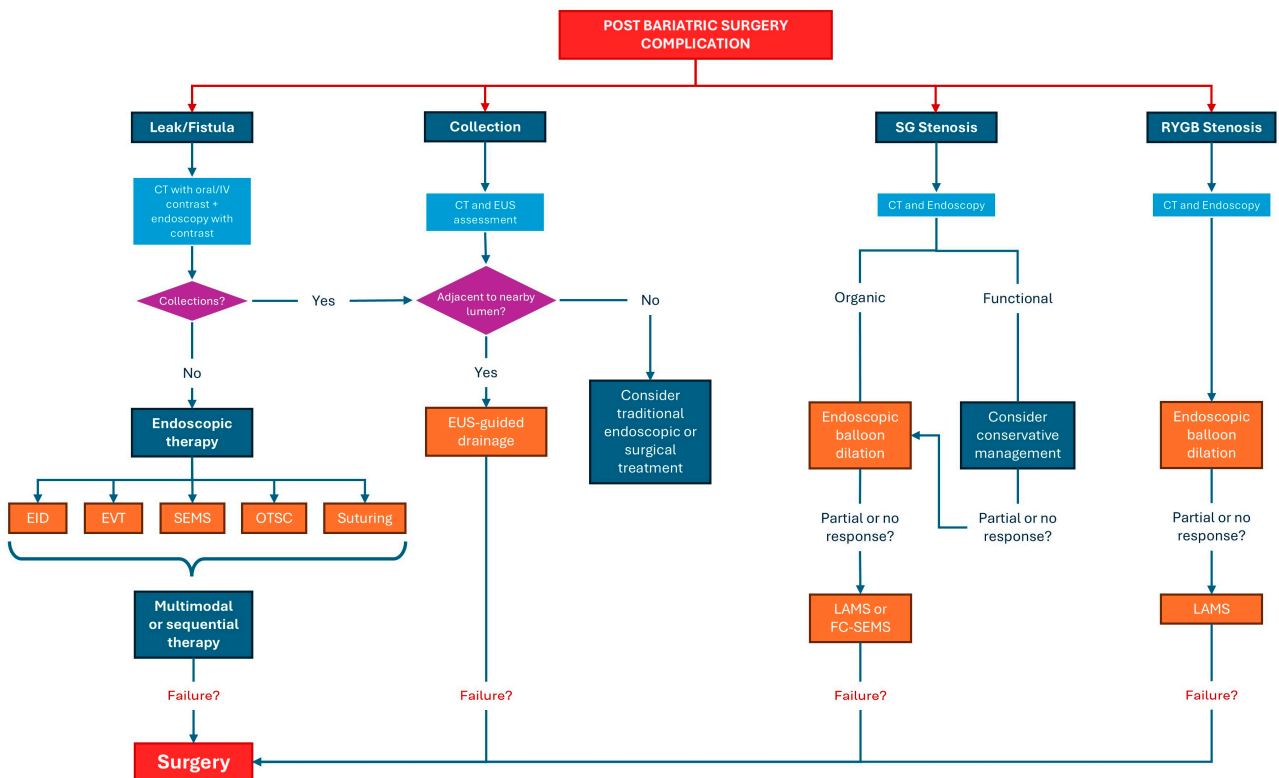 POST BARIATRIC SURGERY
COMPLICATION
Leak/Fistula
Collection
SG Stenosis
RYGB Stenosis
CT with oral/IV
contrast +
endoscopy with
contrast
CT and EUS
assessment
CT and Endoscopy
CT and Endoscopy
Collections?
Yes
Adjacent to nearby
lumen?
No
Organic
Functional
No
Yes
Consider
traditional
endoscopic or
surgical
treatment
Endoscopic
therapy
EUS-guided
drainage
Endoscopic
balloon
dilation
Consider
conservative
management
Endoscopic
balloon
dilation
EID
EVT
SEMS
OTSC
Suturing
Partial or no
response?
Partial or no
response?
Partial or no
response?
Multimodal
or sequential
therapy
LAMS or
FC-SEMS
LAMS
Failure?
Failure?
Failure?
Failure?
Surgery